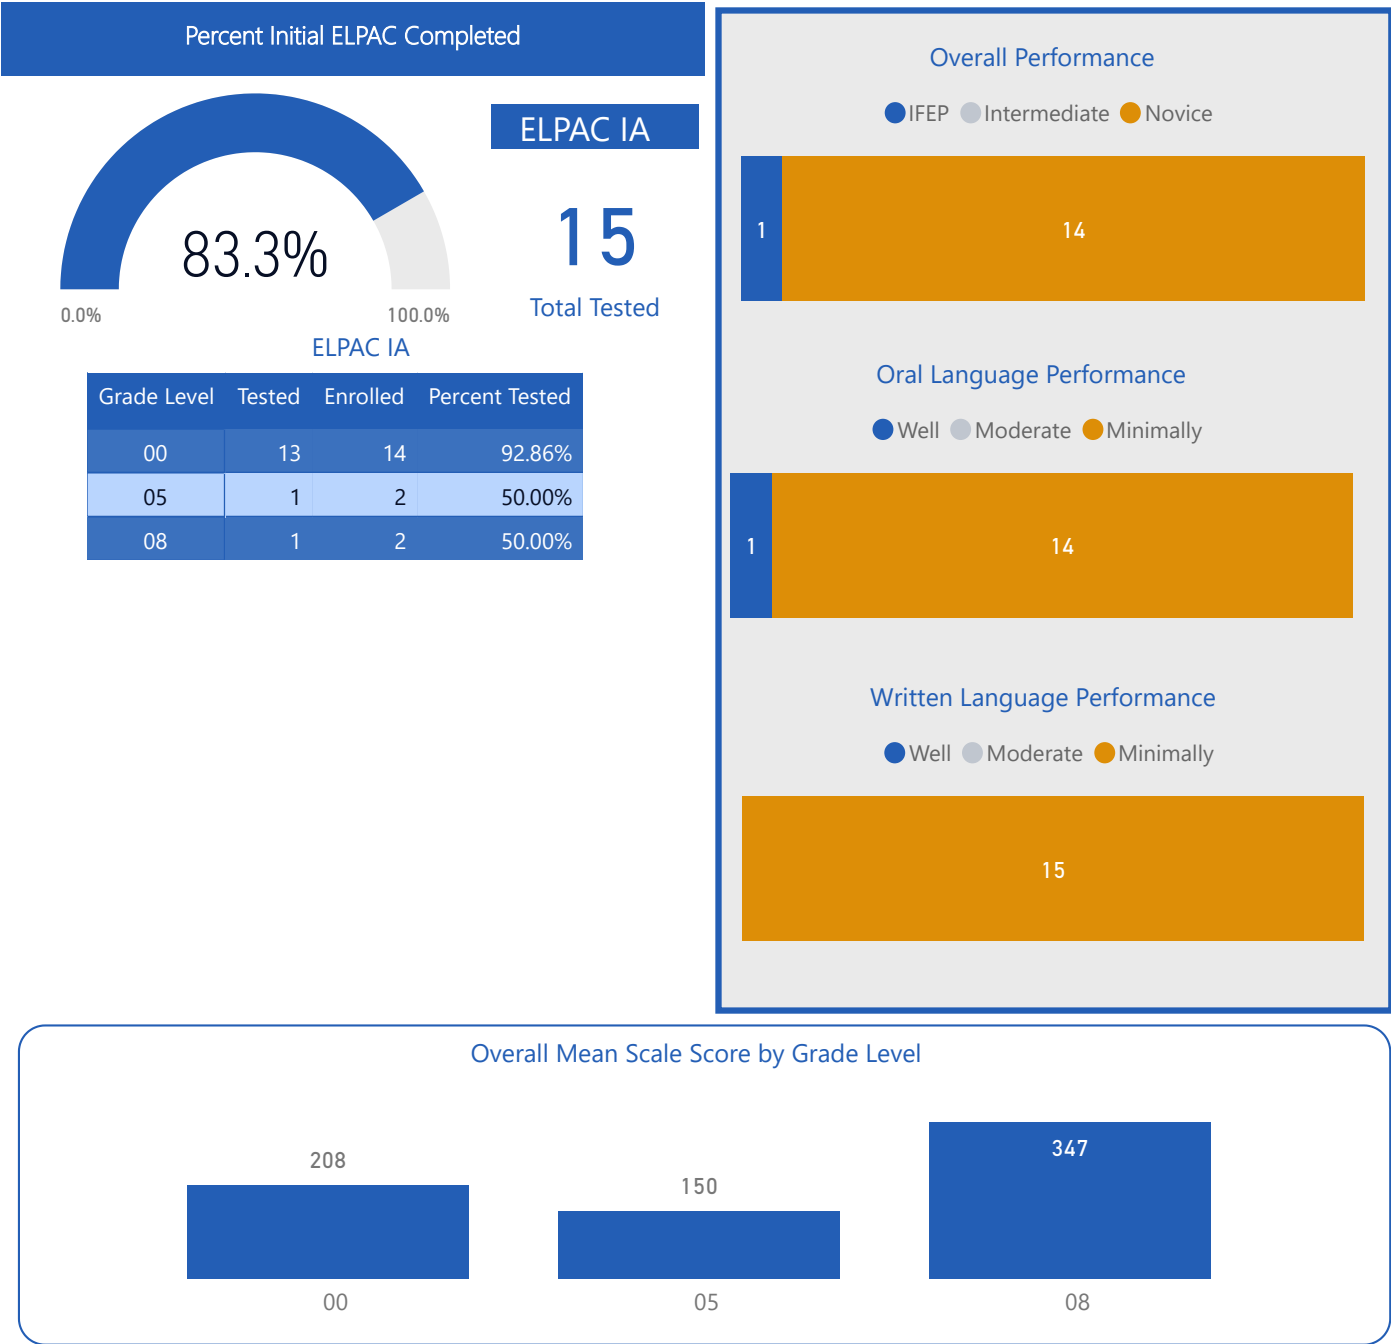 Percent Initial ELPAC Completed
83.3%
0.0%
100.0%
ELPAC IA
15
Total Tested
ELPAC IA
Grade Level Tested Enrolled Percent Tested
00 13 14 92.86%
05 1 2 50.00%
08 1 2 50.00%
Overall Performance
IFEP Intermediate Novice
1 14
Oral Language Performance
Well Moderate Minimally
1 14
Written Language Performance
Well Moderate Minimally
15
Overall Mean Scale Score by Grade Level
208 150 347
00 05 08